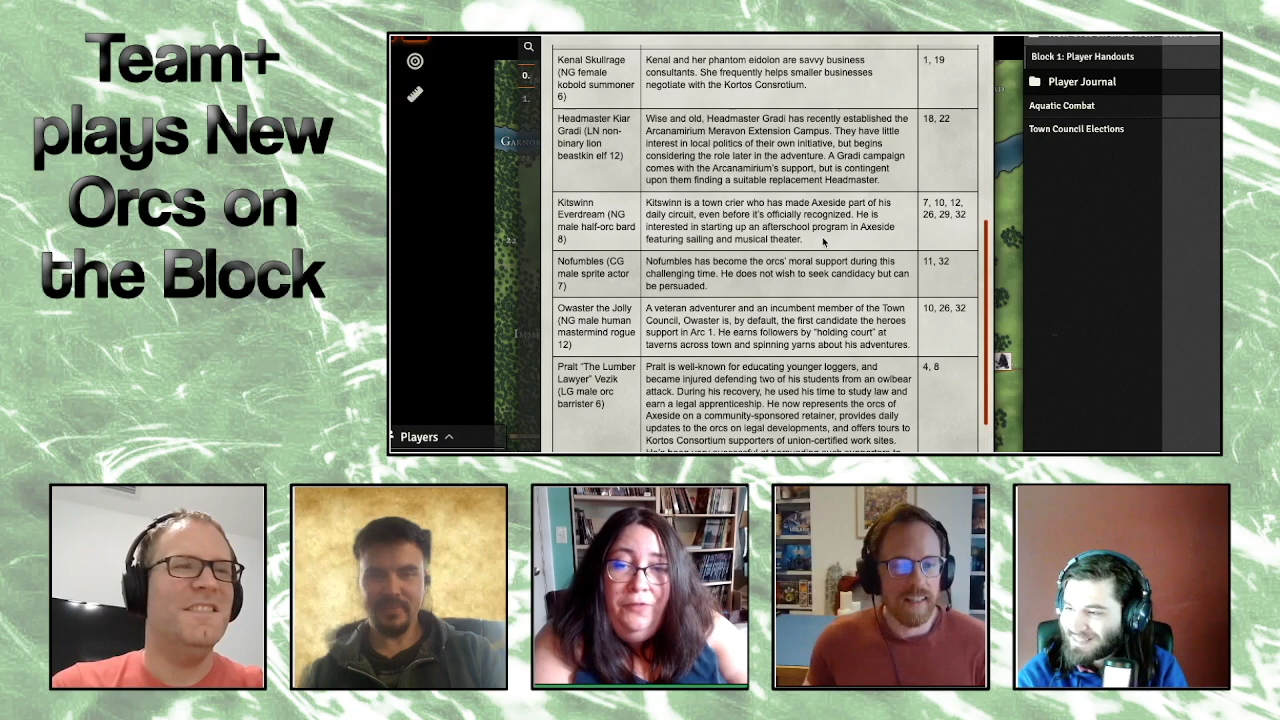 Team+
plays New
Orcs on
the Block
0.
1.
Kenal Skullrage
(NG female
kobold summoner
6)
Kenal and her phantom eidolon are savvy business
consultants. She frequently helps smaller businesses
negotiate with the Kortos Consrotium.
1, 19
Headmaster Kiar
Gradi (LN non-
binary lion
beastkin elf 12)
Wise and old, Headmaster Gradi has recently established the
Arcanamirium Meravon Extension Campus. They have little
interest in local politics of their own initiative, but begins
considering the role later in the adventure. A Gradi campaign
comes with the Arcanamirium's support, but is contingent
upon them finding a suitable replacement Headmaster.
18, 22
Kitswinn
Everdream (NG
male half-orc bard
8)
Kitswinn is a town crier who has made Axeside part of his
daily circuit, even before it's officially recognized. He is
interested in starting up an afterschool program in Axeside
featuring sailing and musical theater.
7, 10, 12,
26, 29, 32
Nofumbles (CG
male sprite actor
7)
Nofumbles has become the orcs' moral support during this
challenging time. He does not wish to seek candidacy but can
be persuaded.
11, 32
Owaster the Jolly
(NG male human
mastermind rogue
12)
A veteran adventurer and an incumbent member of the Town
Council, Owaster is, by default, the first candidate the heroes
support in Arc 1. He earns followers by "holding court" at
taverns across town and spinning yarns about his adventures.
10, 26, 32
Pralt "The Lumber
Lawyer" Vezik
(LG male orc
barrister 6)
Pralt is well-known for educating younger loggers, and
became injured defending two of his students from an owlbear
attack. During his recovery, he used his time to study law and
earn a legal apprenticeship. He now represents the orcs of
Axeside on a community-sponsored retainer, provides daily
updates to the orcs on legal developments, and offers tours to
Kortos Consortium supporters of union-certified work sites.
4, 8
Block 1: Player Handouts
Player Journal
Aquatic Combat
Town Council Elections
22
Players